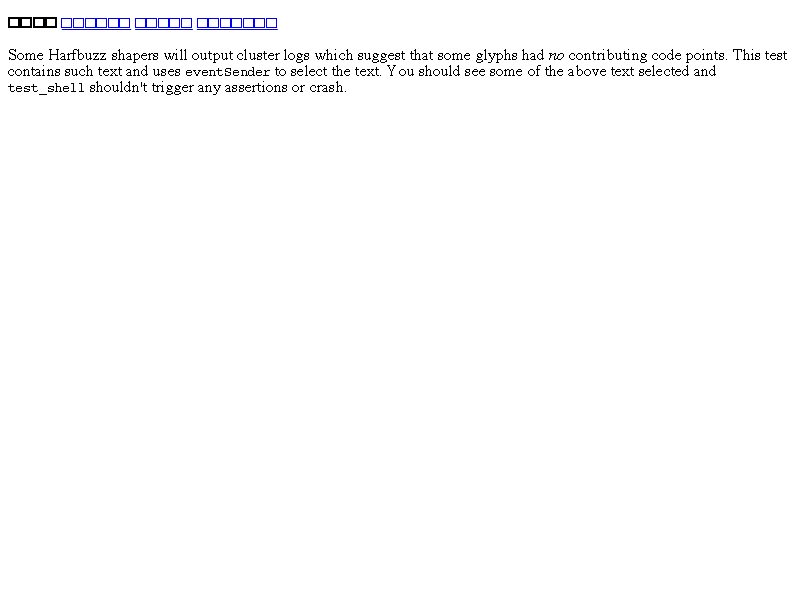 Some Harfbuzz shapers will output cluster logs which suggest that some glyphs had no contributing code points. This test
contains such text and uses eventSender to select the text. You should see some of the above text selected and
test_shell shouldn't trigger any assertions or crash.